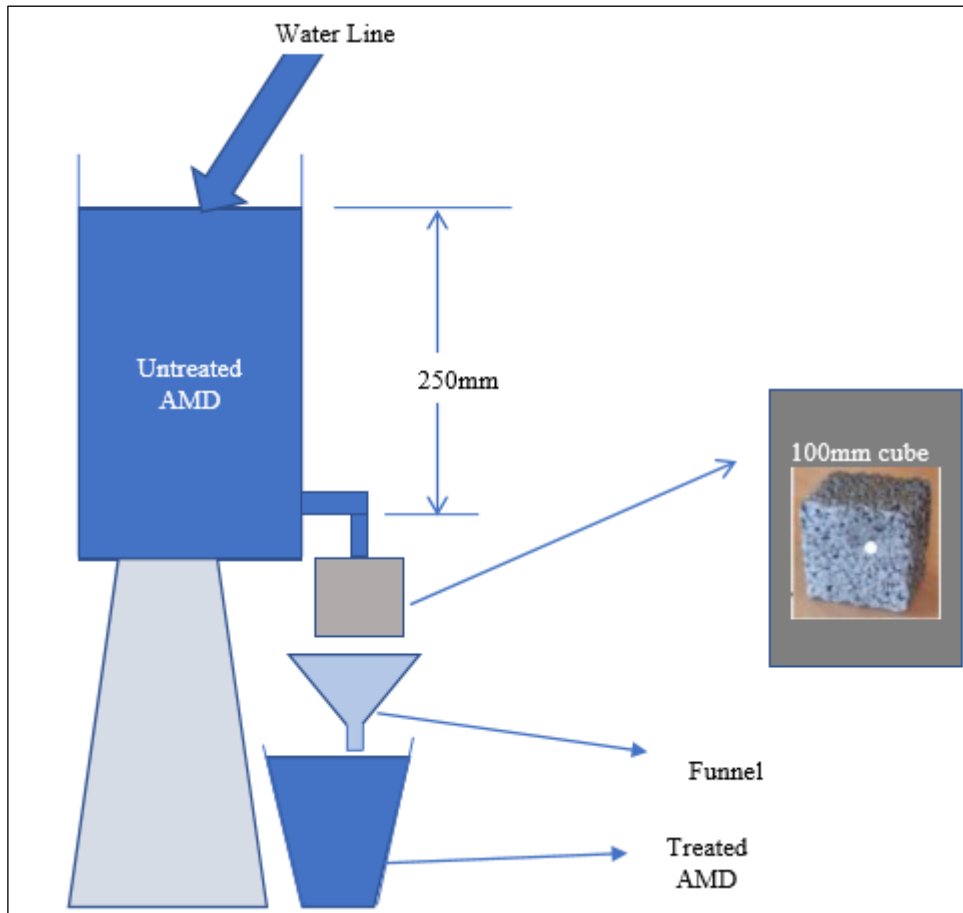 Water Line
Untreated
AMD
250mm
100mm cube
Funnel
Treated
AMD